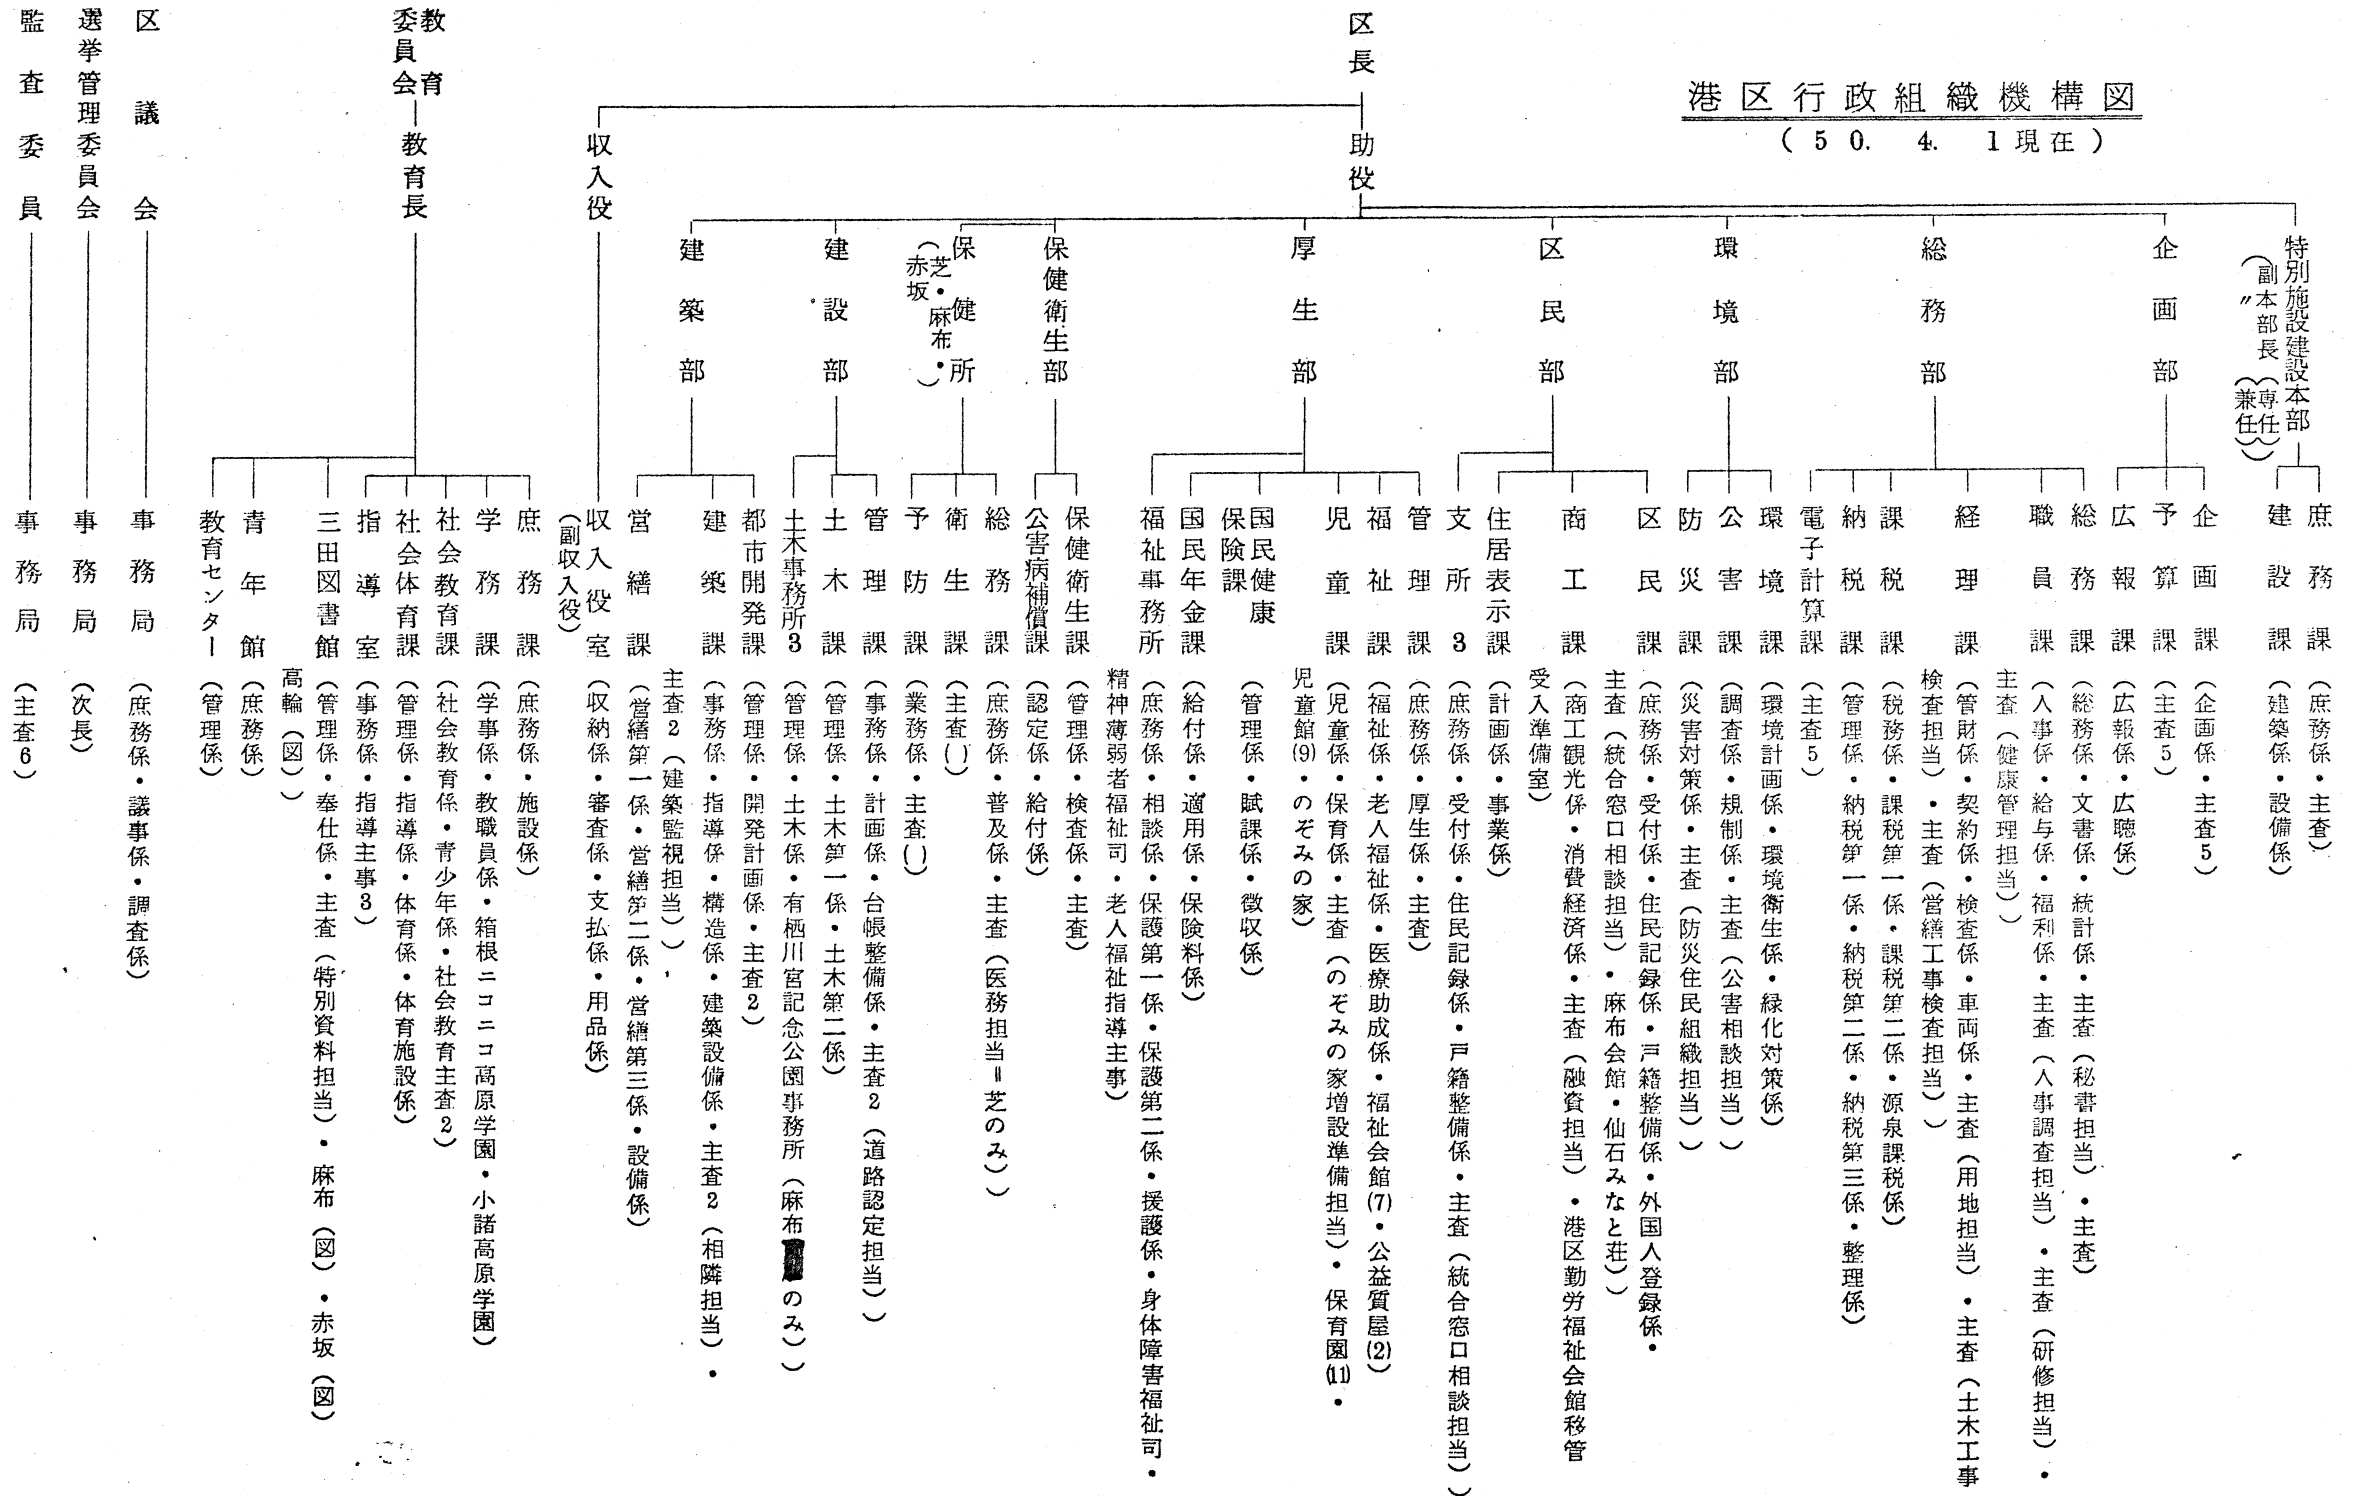 港区行政組織機構図
（50．4．1現在）
区長
助役
収入役
特別施設建設本部
（副本部長（専任）
〃（兼任））
企画部
総務部
環境部
区民部
厚生部
保健衛生部
保健所
（芝・麻布・
赤坂）
建設部
建築部
教育
委員会
教育長
区議会
選挙管理委員会
監査委員
庶務課（庶務係・主査）
建設課（建築係・設備係）
企画課（企画係・主査5）
予算課（主査5）
広報課（広報係・広聴係）
総務課（総務係・文書係・統計係・主査（秘書担当）・主査）
職員課（人事係・給与係・福利係・主査（人事調査担当）・主査（研修担当）・
主査（健康管理担当））
経理課（管財係・契約係・検査係・車両係・主査（用地担当）・主査（土木工事
検査担当）・主査（営繕工事検査担当））
課税課（税務係・課税第一係・課税第二係・源泉課税係）
納税課（管理係・納税第一係・納税第二係・納税第三係・整理係）
電子計算課（主査5）
環境課（環境計画係・環境衛生係・緑化対策係）
公害課（調査係・規制係・主査（公害相談担当））
防災課（災害対策係・主査（防災住民組織担当））
区民課（庶務係・受付係・住民記録係・戸籍整備係・外国人登録係・
主査（統合窓口相談担当）・麻布会館・仙石みなと荘））
商工課（商工観光係・消費経済係・主査（融資担当）・港区勤労福祉会館移管
受入準備室）
住居表示課（計画係・事業係）
支所3（庶務係・受付係・住民記録係・戸籍整備係・主査（統合窓口相談担当））
管理課（庶務係・厚生係・主査）
福祉課（福祉係・老人福祉係・医療助成係・福祉会館(7)・公益質屋(2)）
児童課（児童係・保育係・主査（のぞみの家増設準備担当）・保育園(11)・
児童館(9)・のぞみの家）
国民健康
保険課（管理係・賦課係・徴収係）
国民年金課（給付係・適用係・保険料係）
福祉事務所（庶務係・相談係・保護第一係・保護第二係・援護係・身体障害福祉司・
精神薄弱者福祉司・老人福祉指導主事）
保健衛生課（管理係・検査係・主査）
公害病補償課（認定係・給付係）
総務課（庶務係・普及係・主査（医務担当＝芝のみ））
衛生課（主査（ ））
予防課（業務係・主査（ ））
管理課（事務係・計画係・台帳整備係・主査2（道路認定担当））
土木課（管理係・土木第一係・土木第二係）
土木事務所3（管理係・土木係・有栖川宮記念公園事務所（麻布のみ））
都市開発課（管理係・開発計画係・主査2）
建築課（事務係・指導係・構造係・建築設備係・主査2（相隣担当）・
主査2（建築監視担当））
営繕課（営繕第一係・営繕第二係・営繕第三係・設備係）
収入役室（収納係・審査係・支払係・用品係）
（副収入役）
庶務課（庶務係・施設係）
学務課（学事係・教職員係・箱根ニコニコ高原学園・小諸高原学園）
社会教育課（社会教育係・青少年係・社会教育主査2）
社会体育課（管理係・指導係・体育係・体育施設係）
指導室（事務係・指導主事3）
三田図書館（管理係・奉仕係・主査（特別資料担当）・麻布（図）・赤坂（図）
高輪（図））
青年館（庶務係）
教育センター（管理係）
事務局（庶務係・議事係・調査係）
事務局（次長）
事務局（主査6）